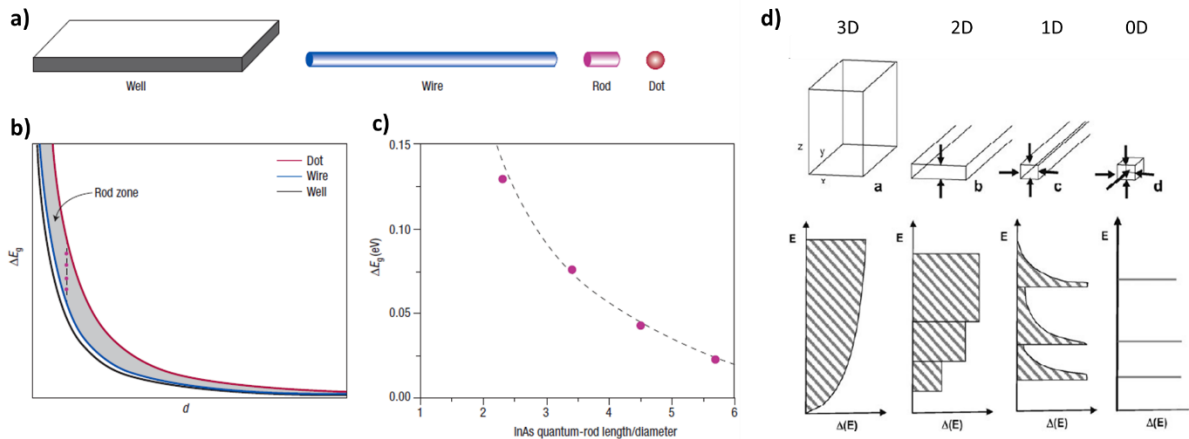 a)
Well
Wire
Rod
Dot
b)
Dot
Wire
Well
Rod zone
ΔEg
d
c)
0.15
0.10
0.05
0.00
ΔEg(eV)
1
2
3
4
5
6
InAs quantum-rod length/diameter
d)
3D
2D
1D
0D
z
y
x
a
b
c
d
E
E
E
E
Δ(E)
Δ(E)
Δ(E)
Δ(E)